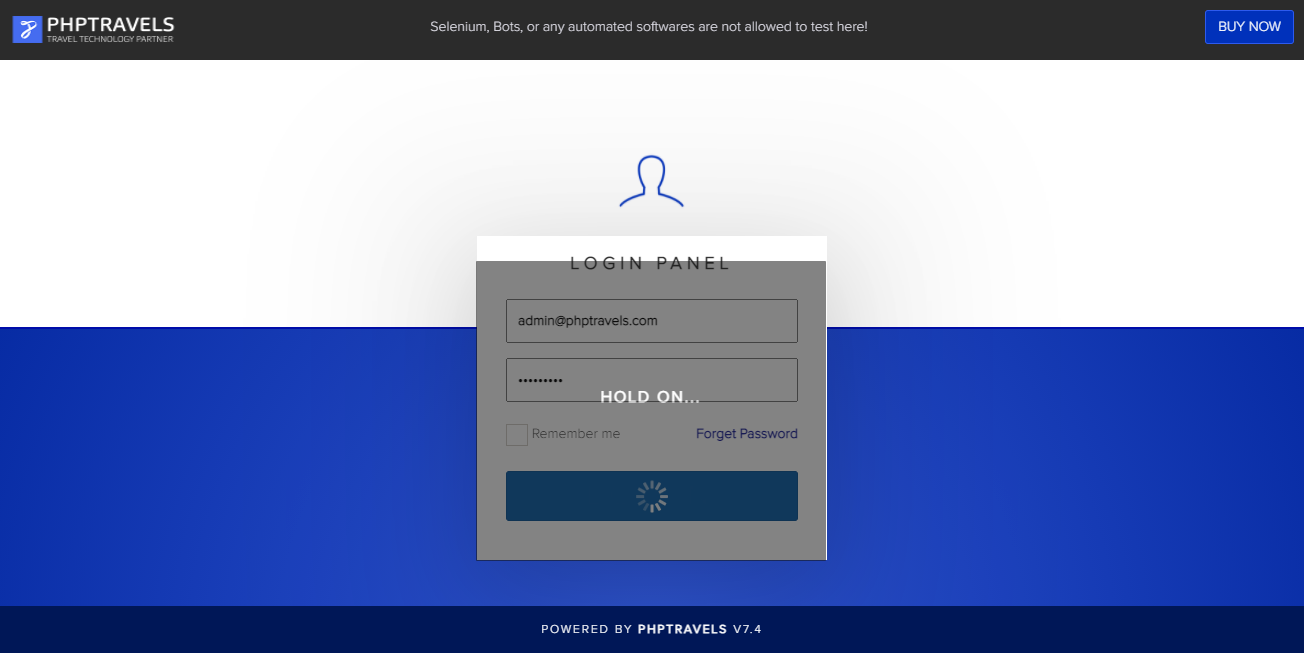 PHPTRAVELS
TRAVEL TECHNOLOGY PARTNER
Selenium, Bots, or any automated softwares are not allowed to test here!
BUY NOW
LOGIN PANEL
admin@phptravels.com
•••••••••
HOLD ON...
Remember me
Forget Password
POWERED BY PHPTRAVELS V7.4